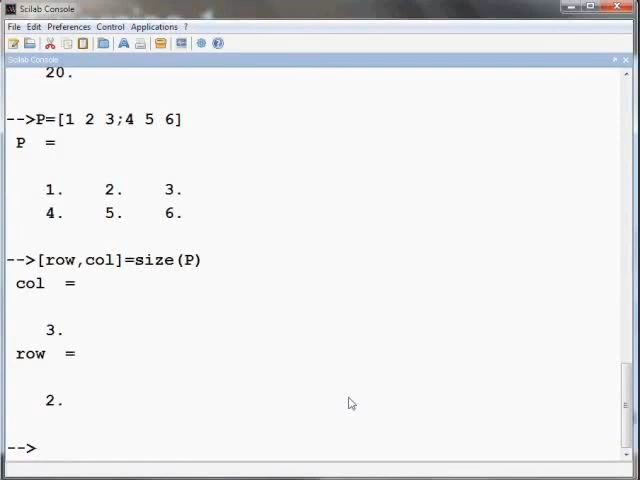 Scilab Console
File Edit Preferences Control Applications ?
Scilab Console
20.
-->P=[1 2 3;4 5 6]
P =
1. 2. 3.
4. 5. 6.
-->[row,col]=size(P)
col =
3.
row =
2.
-->